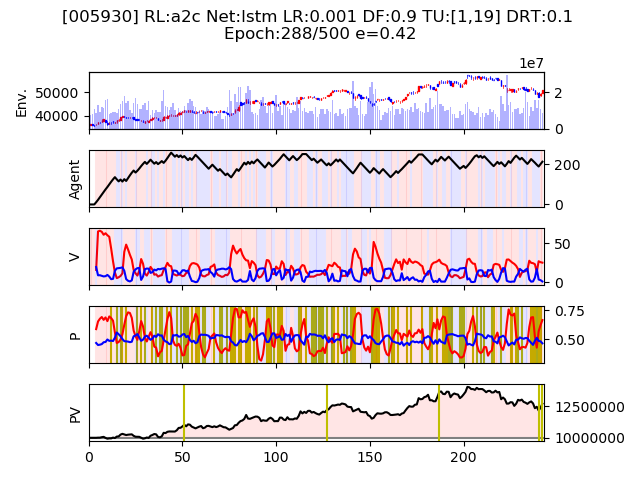 [005930] RL:a2c Net:lstm LR:0.001 DF:0.9 TU:[1,19] DRT:0.1
Epoch:288/500 e=0.42
1e7
Env.
50000
40000
2
0
Agent
200
0
V
50
0
P
0.75
0.50
PV
12500000
10000000
0 50 100 150 200